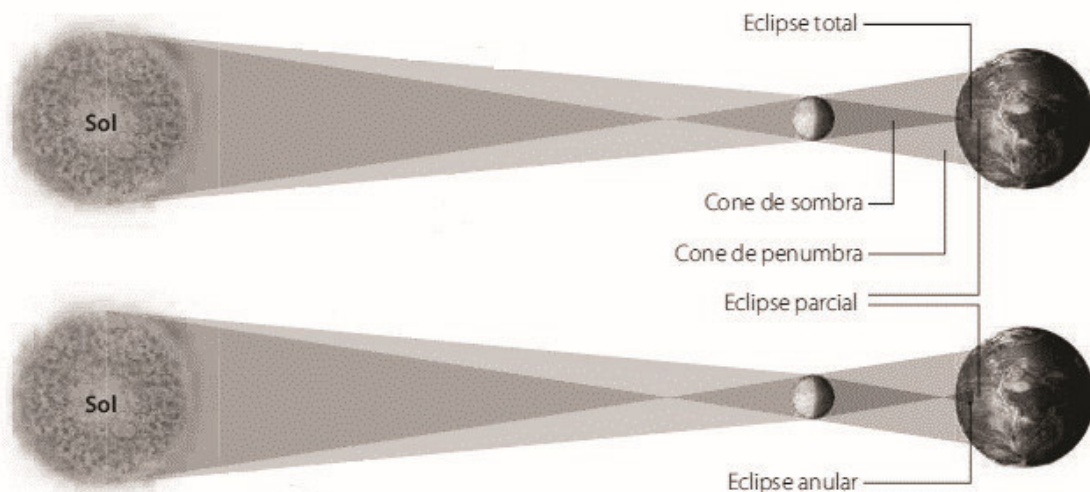 Eclipse total
Sol
Cone de sombra
Cone de penumbra
Eclipse parcial
Sol
Eclipse anular